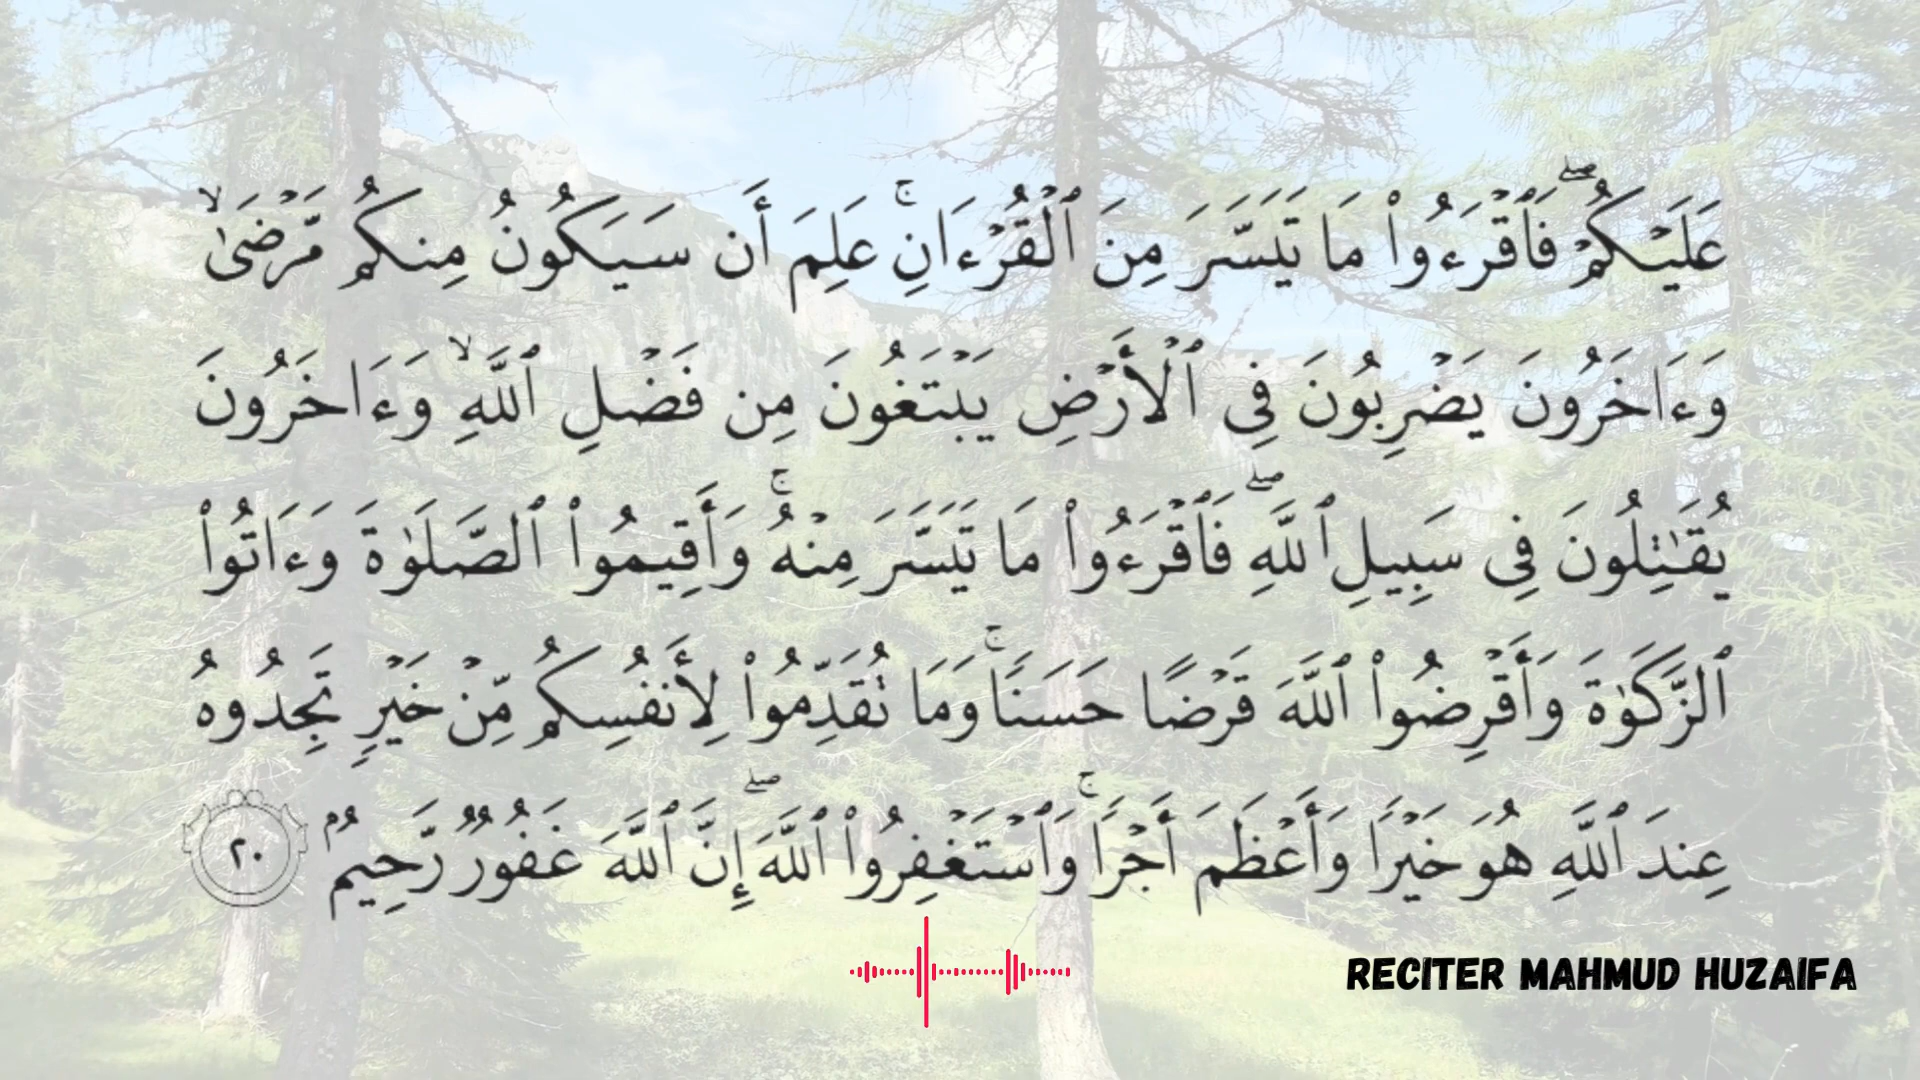 عَلَيۡكُمۡۖ فَٱقۡرَءُواْ مَا تَيَسَّرَ مِنَ ٱلۡقُرۡءَانِۚ عَلِمَ أَن سَيَكُونُ مِنكُم مَّرۡضَىٰ ۙ
وَءَاخَرُونَ يَضۡرِبُونَ فِى ٱلۡأَرۡضِ يَبۡتَغُونَ مِن فَضۡلِ ٱللَّهِ ۙ وَءَاخَرُونَ
يُقَٰتِلُونَ فِى سَبِيلِ ٱللَّهِۖ فَٱقۡرَءُواْ مَا تَيَسَّرَ مِنۡهُۚ وَأَقِيمُواْ ٱلصَّلَوٰةَ وَءَاتُواْ
ٱلزَّكَوٰةَ وَأَقۡرِضُواْ ٱللَّهَ قَرۡضًا حَسَنًاۚ وَمَا تُقَدِّمُواْ لِأَنفُسِكُم مِّنۡ خَيۡرٍ تَجِدُوهُ
عِندَ ٱللَّهِ هُوَ خَيۡرًا وَأَعۡظَمَ أَجۡرًاۚ وَٱسۡتَغۡفِرُواْ ٱللَّهَۖ إِنَّ ٱللَّهَ غَفُورٌ رَّحِيمُۢ ٢٠
RECITER MAHMUD HUZAIFA